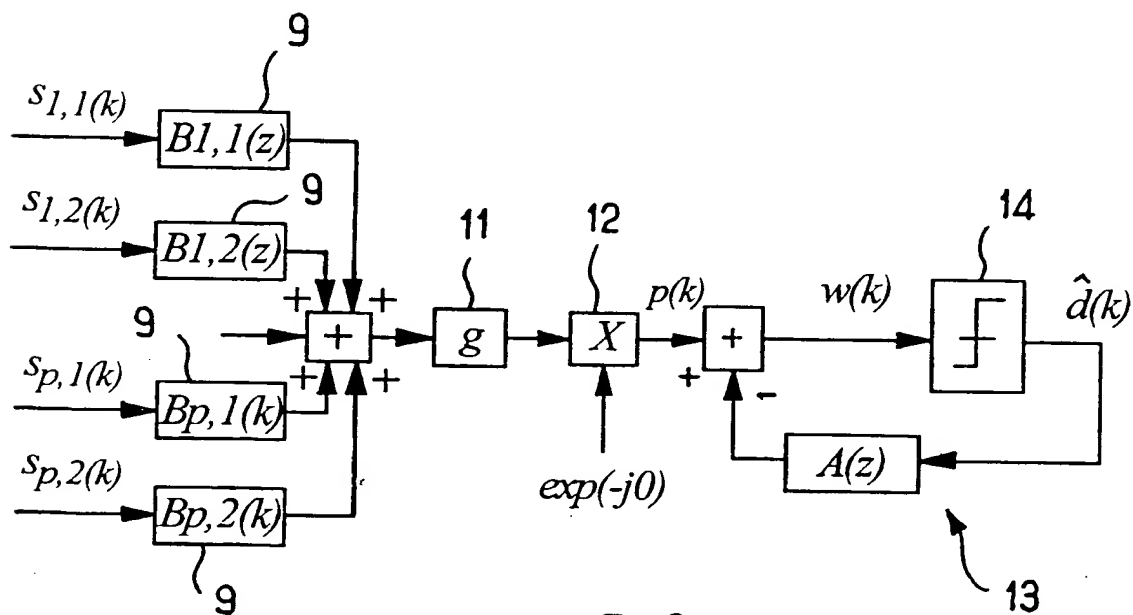 9
s1,1(k)
B1,1(z)
9
s1,2(k)
B1,2(z)
11
12
14
+ +
p(k)
w(k)
d̂(k)
9
+
g
X
+
+ +
+
-
sp,1(k)
Bp,1(k)
A(z)
exp(-j0)
sp,2(k)
Bp,2(k)
9
13